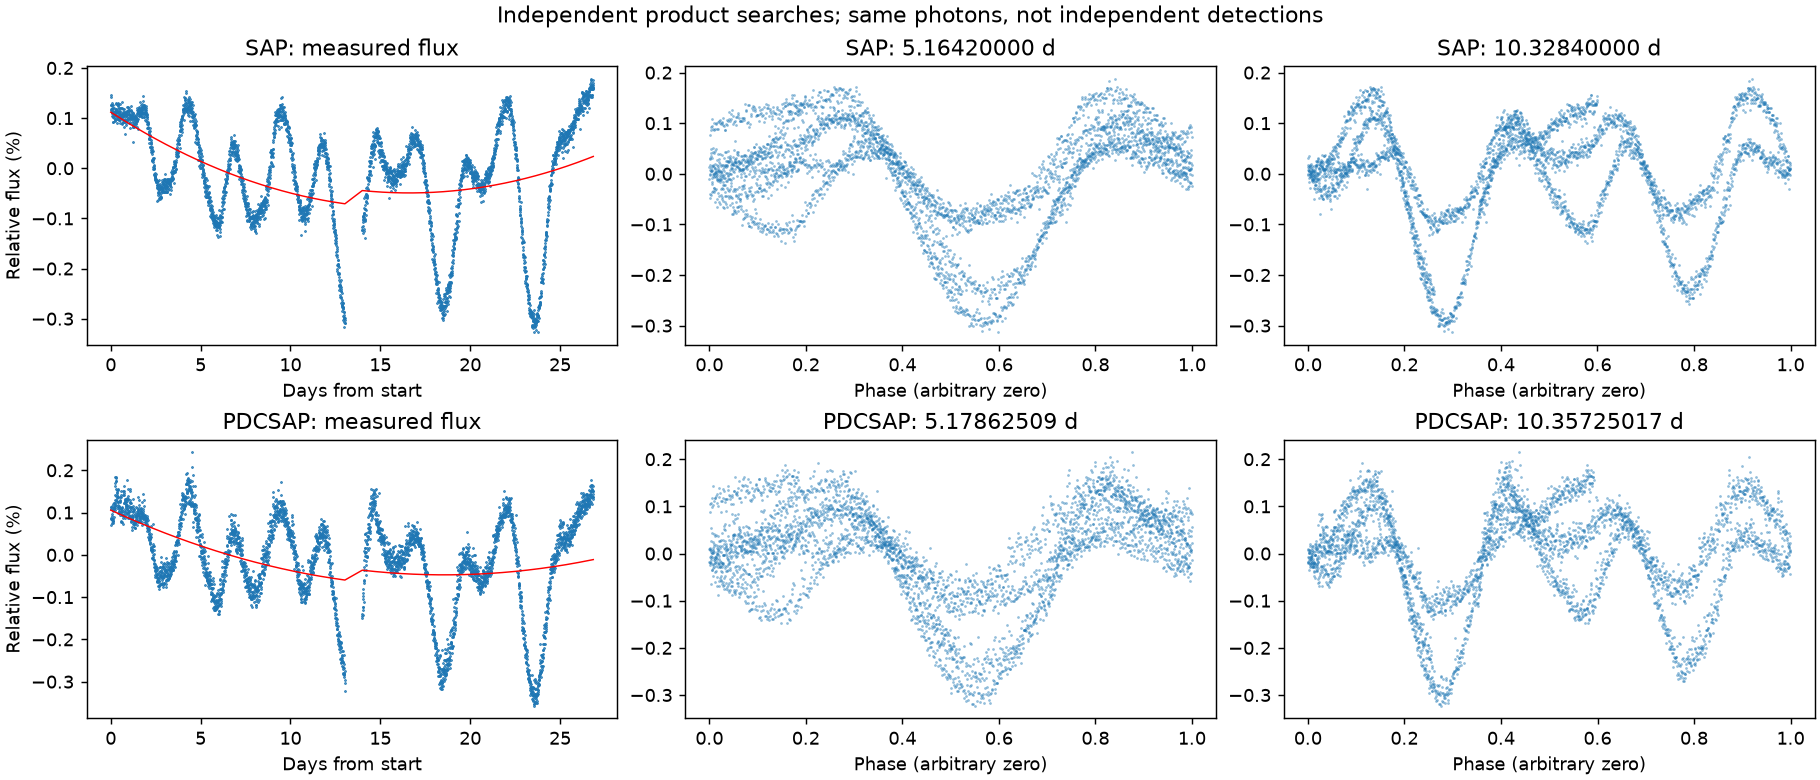 Independent product searches; same photons, not independent detections
SAP: measured flux
SAP: 5.16420000 d
SAP: 10.32840000 d
Relative flux (%)
0.2
0.1
0.0
−0.1
−0.2
−0.3
0 5 10 15 20 25
Days from start
0.2
0.1
0.0
−0.1
−0.2
−0.3
0.0 0.2 0.4 0.6 0.8 1.0
Phase (arbitrary zero)
0.2
0.1
0.0
−0.1
−0.2
−0.3
0.0 0.2 0.4 0.6 0.8 1.0
Phase (arbitrary zero)
PDCSAP: measured flux
PDCSAP: 5.17862509 d
PDCSAP: 10.35725017 d
Relative flux (%)
0.2
0.1
0.0
−0.1
−0.2
−0.3
0 5 10 15 20 25
Days from start
0.2
0.1
0.0
−0.1
−0.2
−0.3
0.0 0.2 0.4 0.6 0.8 1.0
Phase (arbitrary zero)
0.2
0.1
0.0
−0.1
−0.2
−0.3
0.0 0.2 0.4 0.6 0.8 1.0
Phase (arbitrary zero)